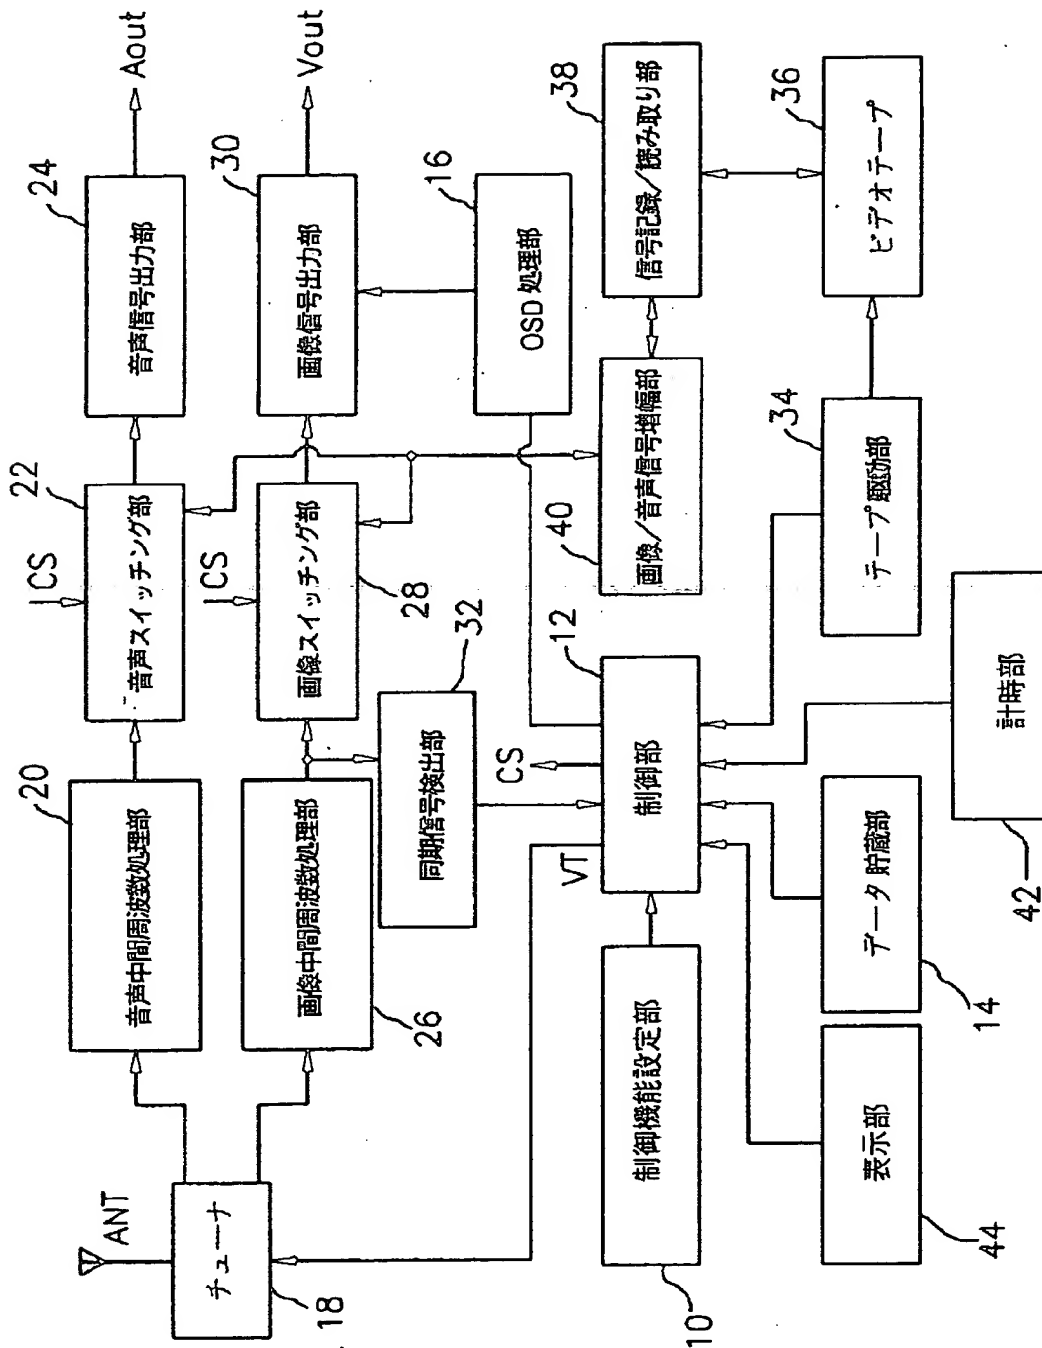 ANT
チューナ
18
音声中間周波数処理部
20
CS
音声スイッチング部
22
音声信号出力部
24
Aout
画像中間周波数処理部
26
CS
画像スイッチング部
28
画像信号出力部
30
Vout
同期信号検出部
32
OSD処理部
16
VT
CS
制御機能設定部
10
制御部
12
画像/音声信号増幅部
40
信号記録/読み取り部
38
表示部
44
データ貯蔵部
14
計時部
42
テープ駆動部
34
ビデオテープ
36